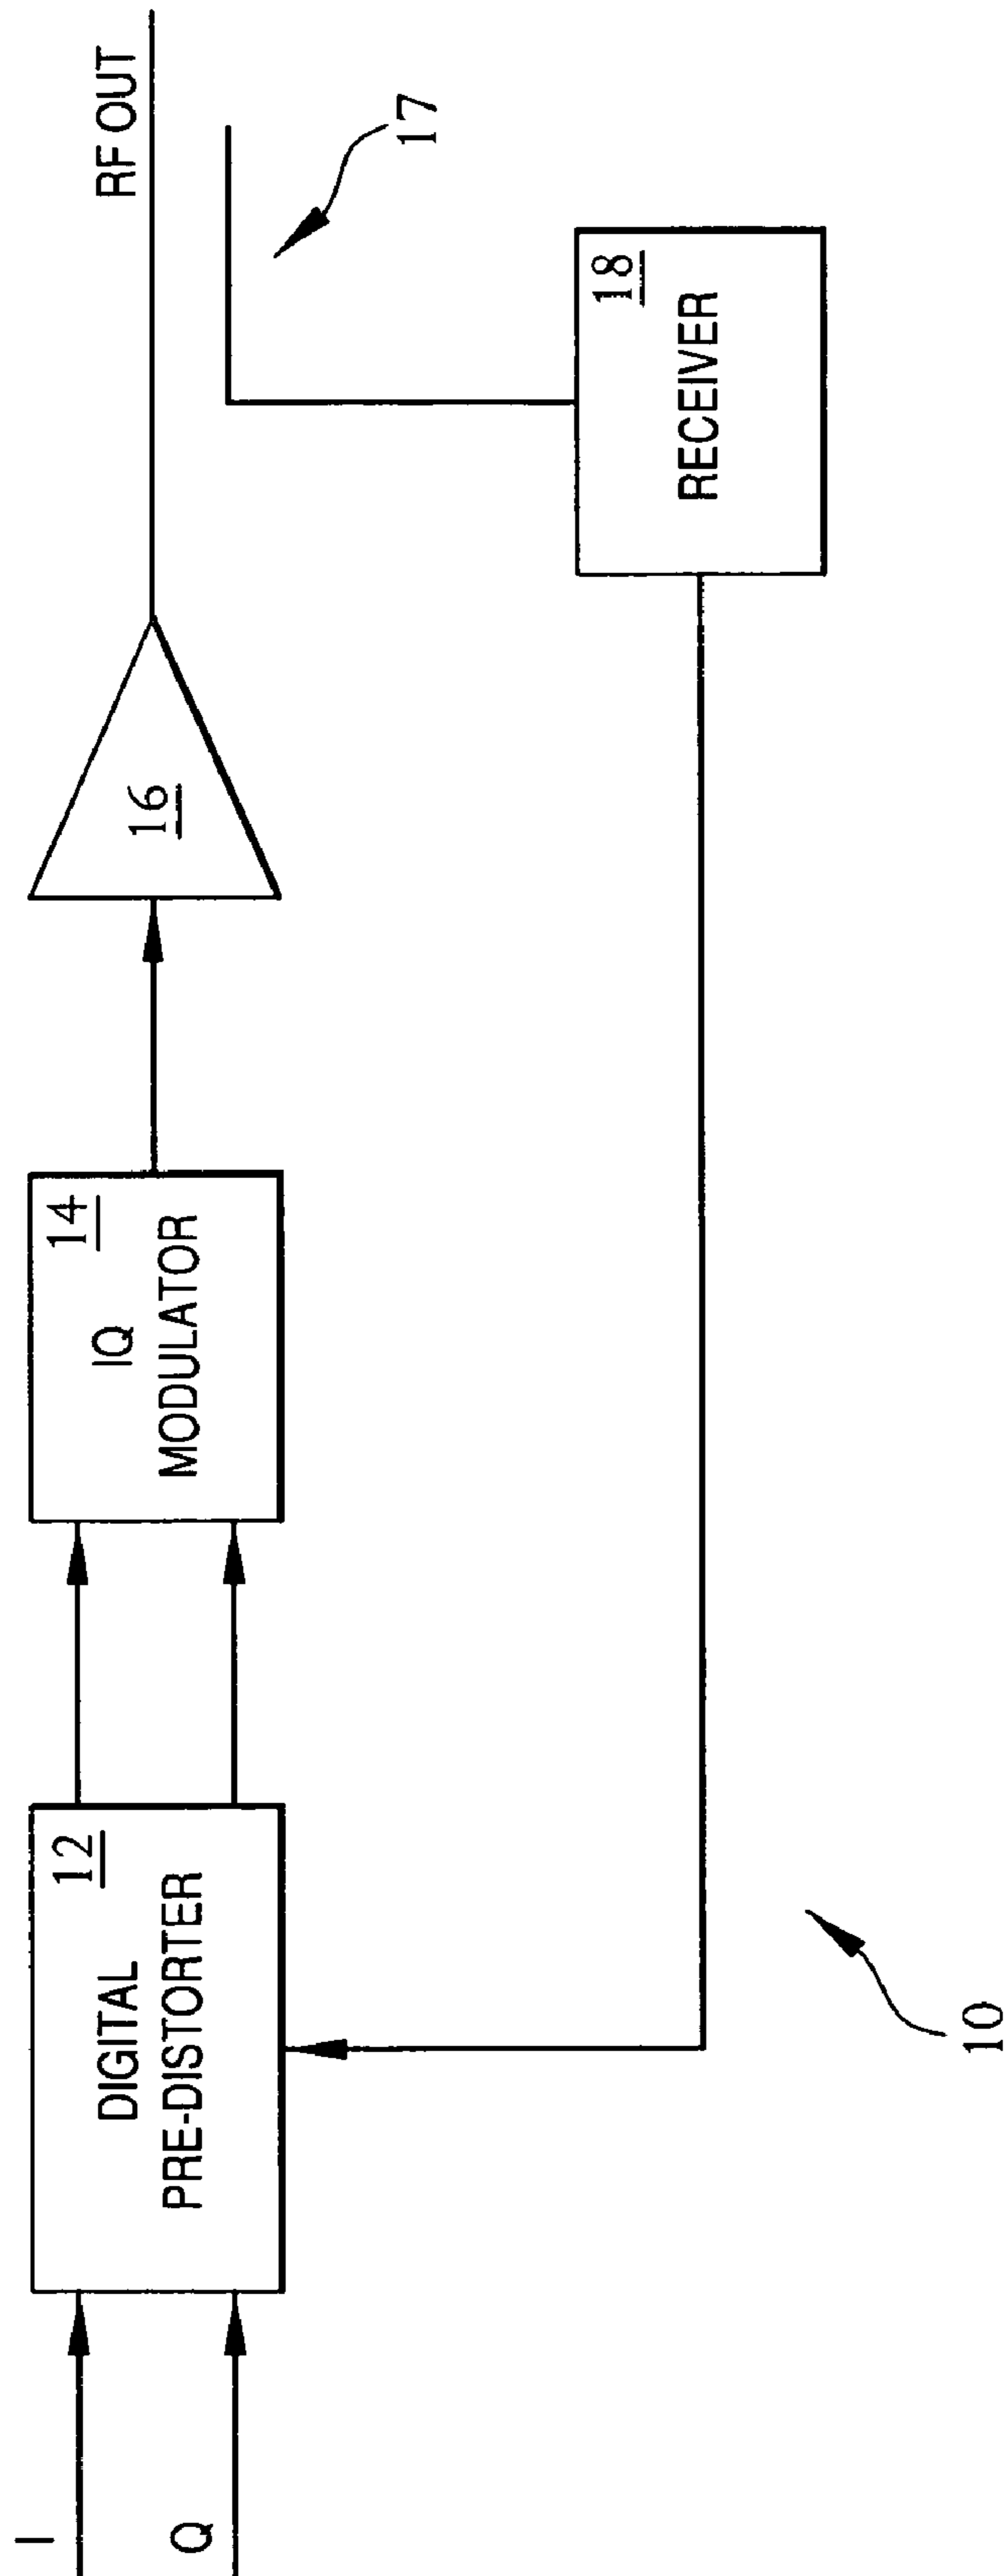 I
Q
12
DIGITAL
PRE-DISTORTER
14
IQ
MODULATOR
16
RF OUT
17
18
RECEIVER
10